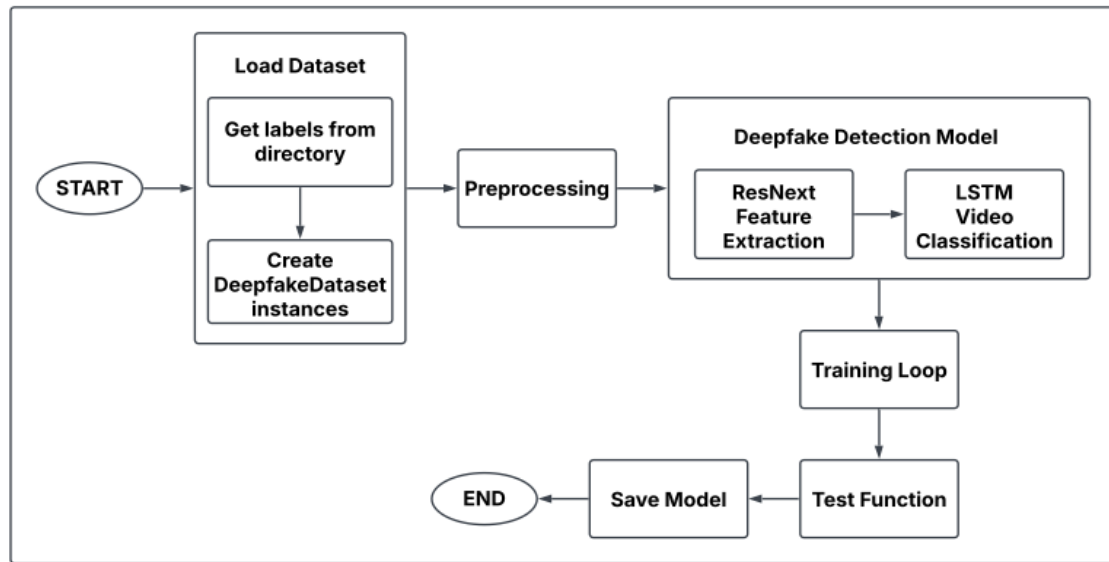 START
Load Dataset
Get labels from
directory
Create
DeepfakeDataset
instances
Preprocessing
Deepfake Detection Model
ResNext
Feature
Extraction
LSTM
Video
Classification
Training Loop
Test Function
Save Model
END